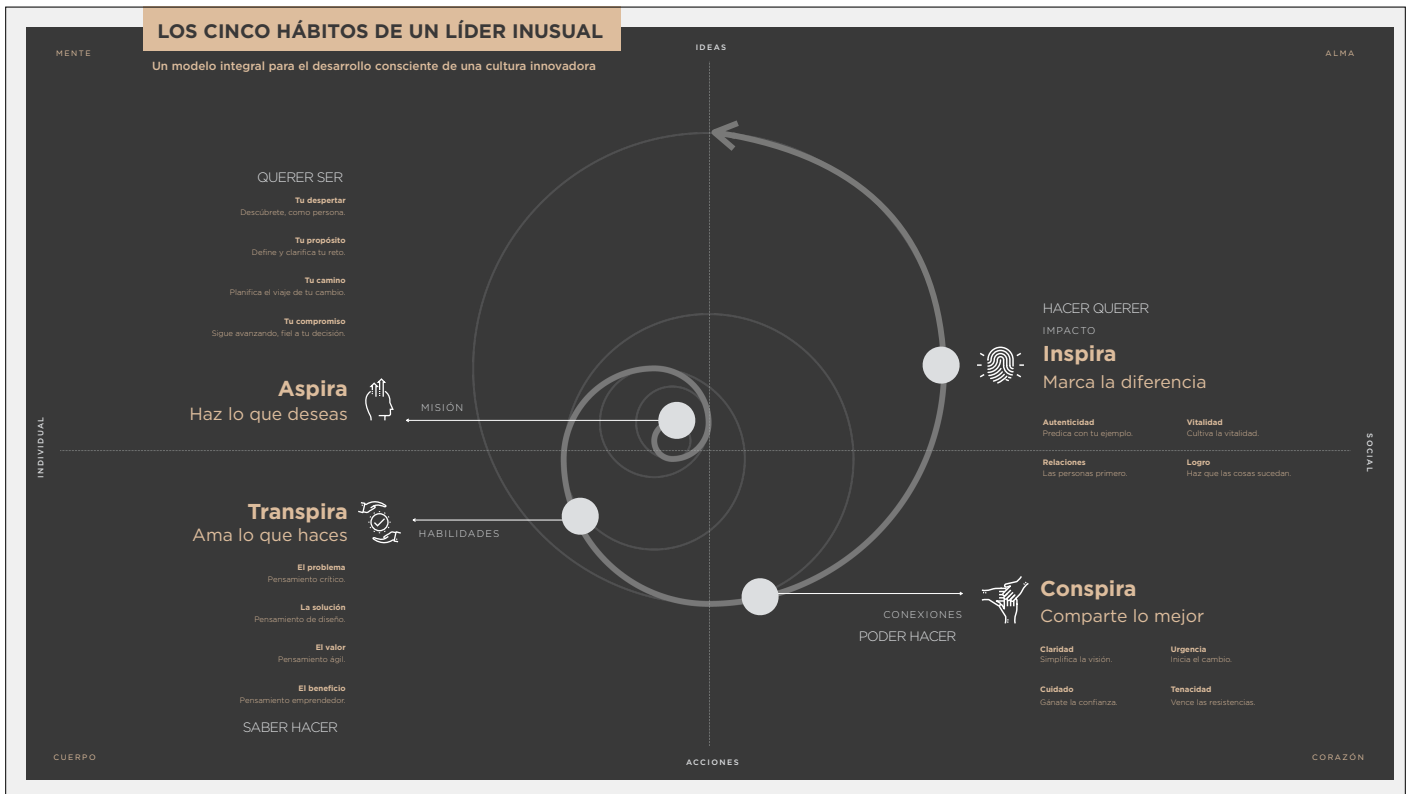 LOS CINCO HÁBITOS DE UN LÍDER INUSUAL
Un modelo integral para el desarrollo consciente de una cultura innovadora
MENTE
IDEAS
ALMA
QUERER SER
Tu despertar
Descúbrete, como persona.
Tu propósito
Define y clarifica tu reto.
Tu camino
Planifica el viaje de tu cambio.
Tu compromiso
Sigue avanzando, fiel a tu decisión.
Aspira
Haz lo que deseas
MISIÓN
INDIVIDUAL
Transpira
Ama lo que haces
HABILIDADES
El problema
Pensamiento crítico.
La solución
Pensamiento de diseño.
El valor
Pensamiento ágil.
El beneficio
Pensamiento emprendedor.
SABER HACER
HACER QUERER
IMPACTO
Inspira
Marca la diferencia
Autenticidad
Predica con tu ejemplo.
Vitalidad
Cultiva la vitalidad.
Relaciones
Las personas primero.
Logro
Haz que las cosas sucedan.
SOCIAL
CONEXIONES
PODER HACER
Conspira
Comparte lo mejor
Claridad
Simplifica la visión.
Urgencia
Inicia el cambio.
Cuidado
Gánate la confianza.
Tenacidad
Vence las resistencias.
CUERPO
ACCIONES
CORAZÓN